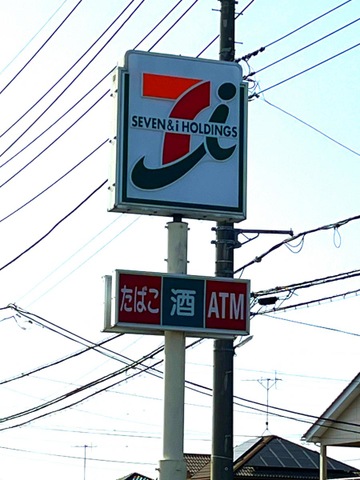 SEVEN & i HOLDINGS
たばこ 酒 ATM